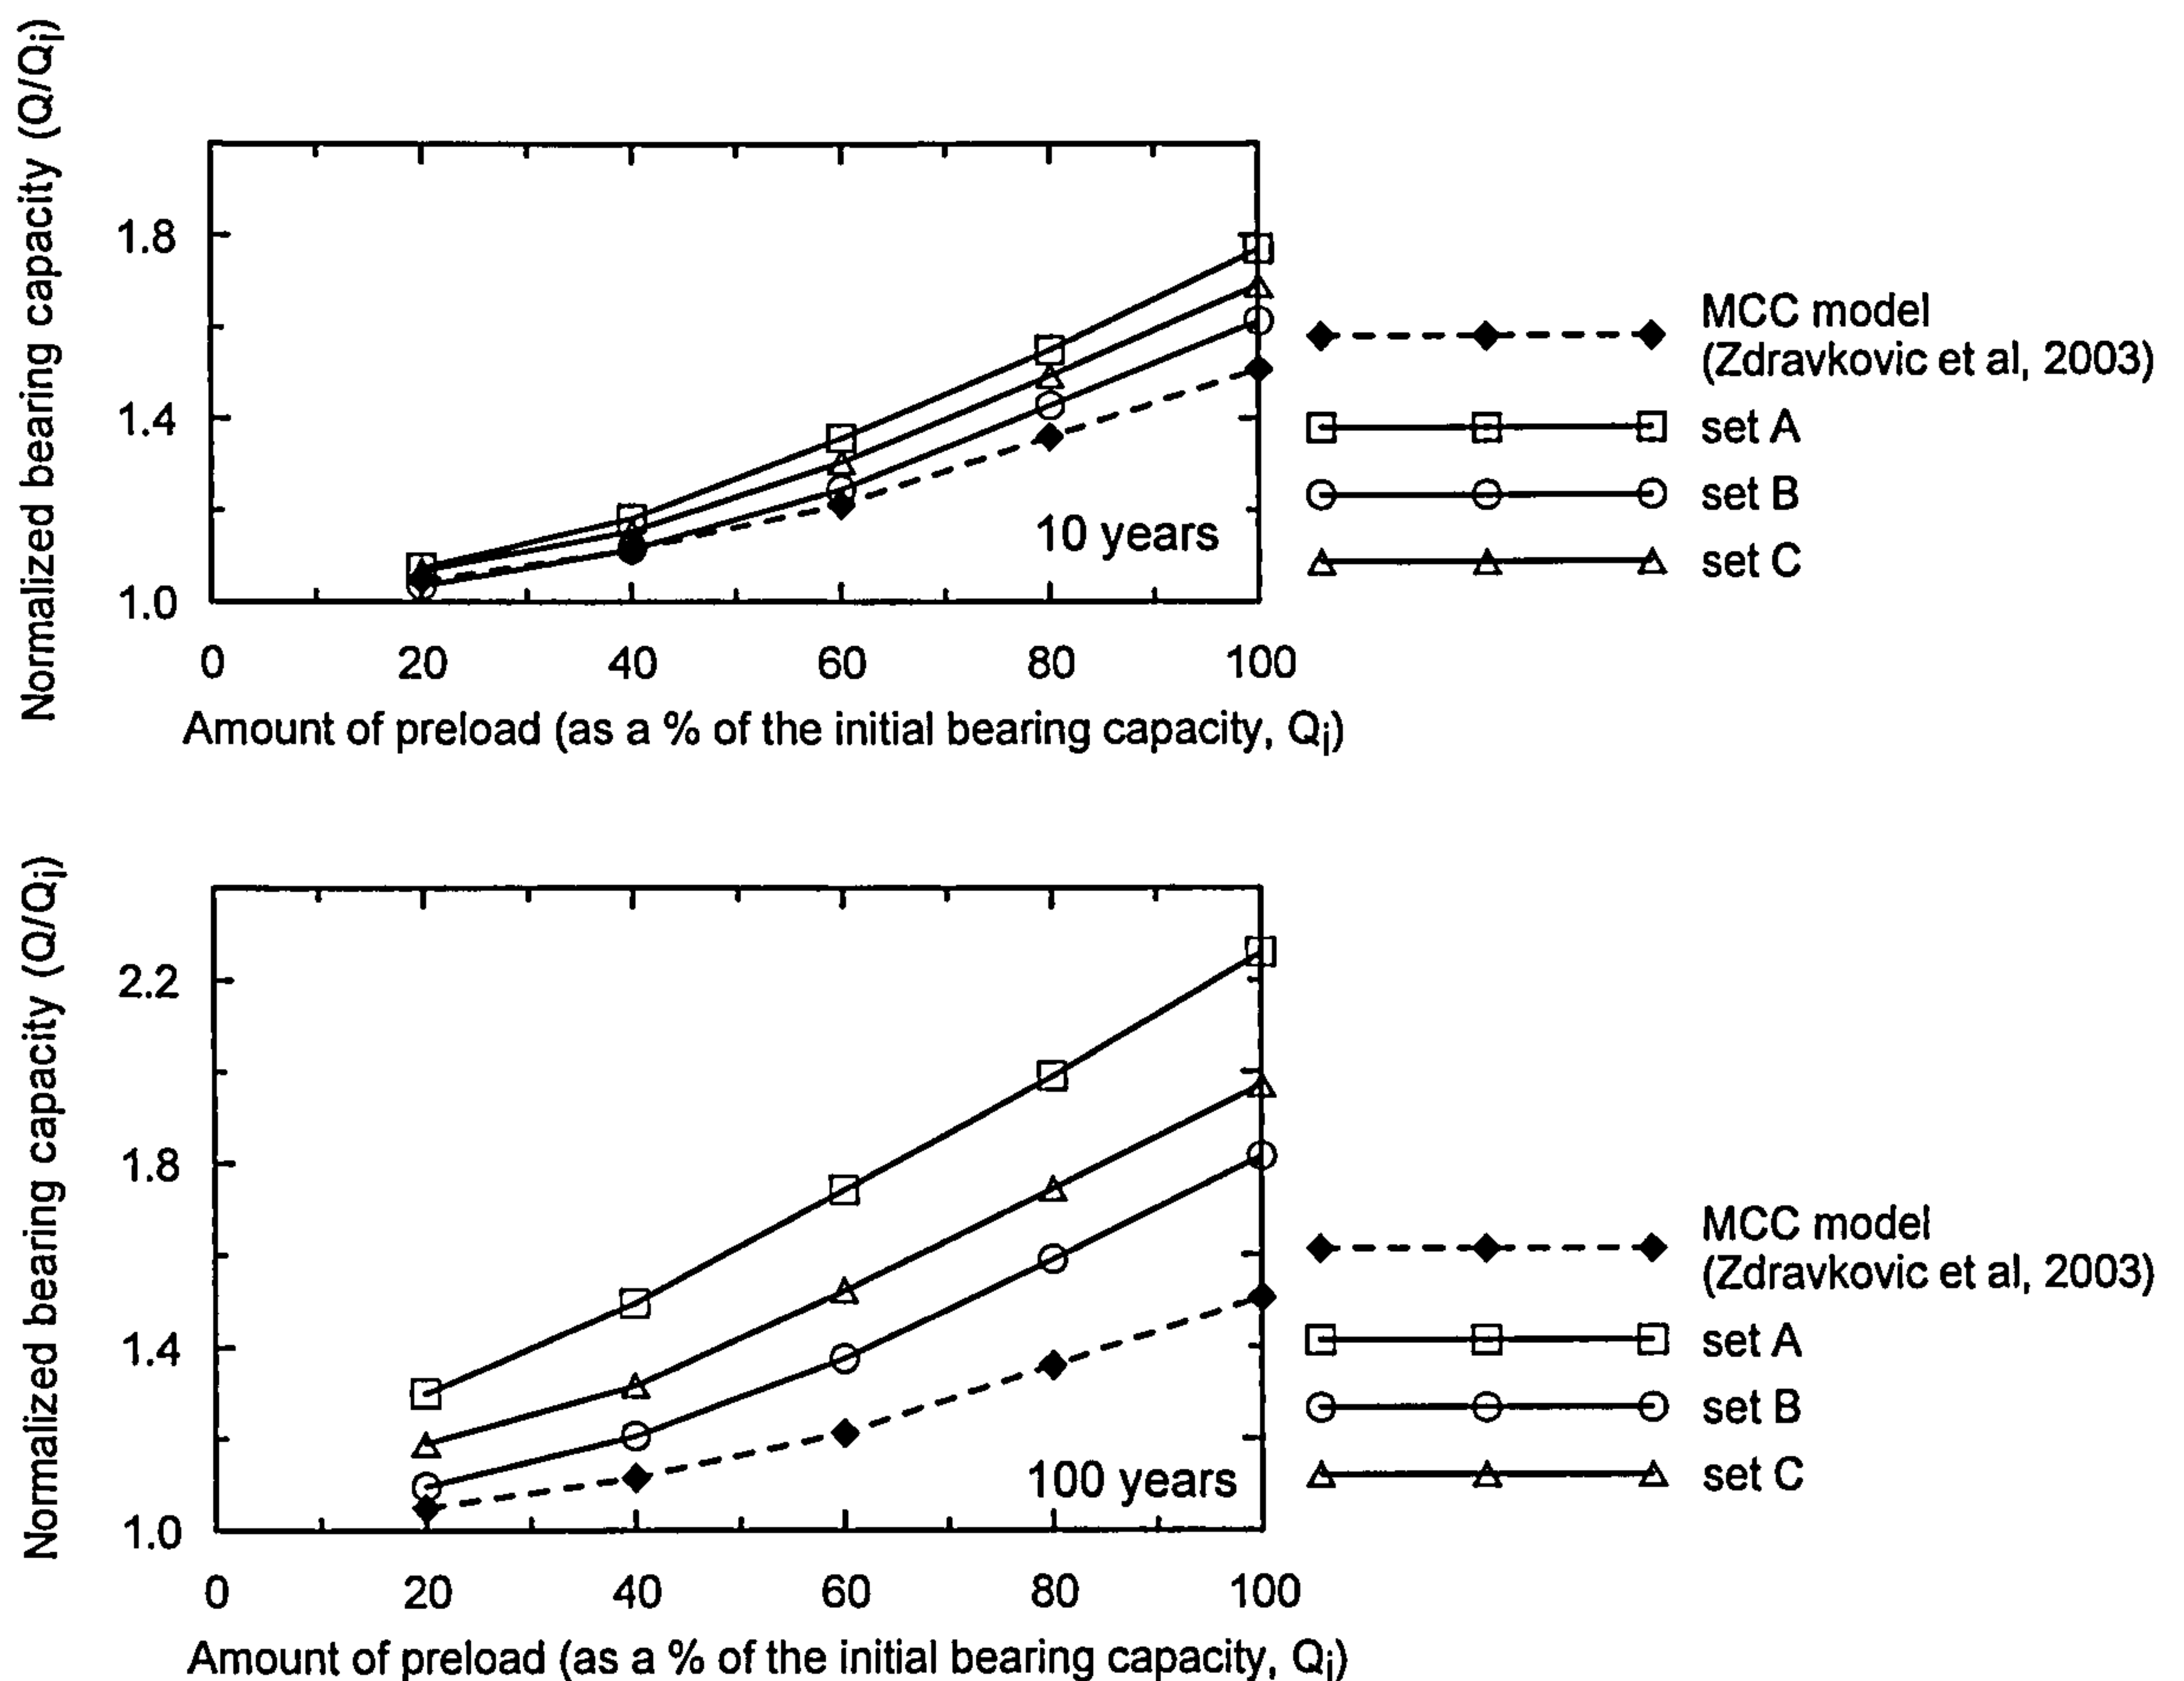 Normalized bearing capacity (Q/Qi)
1.8
1.4
1.0
0 20 40 60 80 100
10 years
Amount of preload (as a % of the initial bearing capacity, Qi)
MCC model
(Zdravkovic et al, 2003)
set A
set B
set C
Normalized bearing capacity (Q/Qi)
2.2
1.8
1.4
1.0
0 20 40 60 80 100
100 years
Amount of preload (as a % of the initial bearing capacity, Qi)
MCC model
(Zdravkovic et al, 2003)
set A
set B
set C